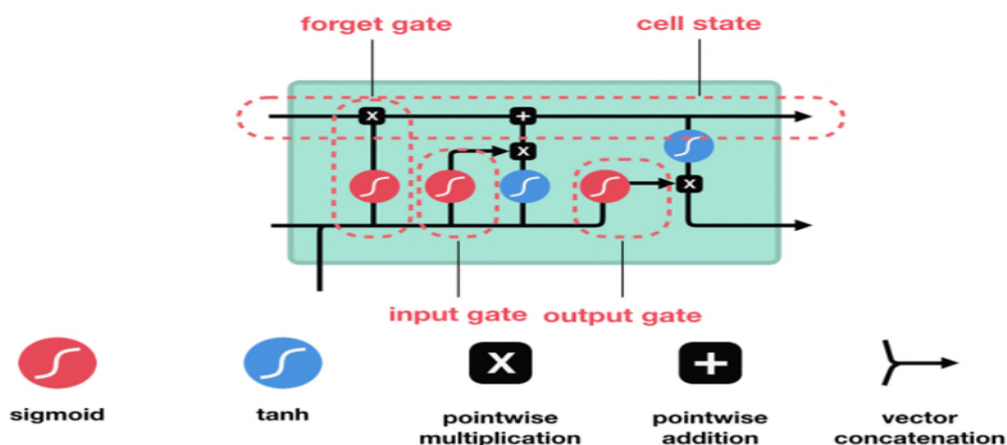 forget gate
cell state
x
+
x
x
input gate
output gate
X
+
sigmoid
tanh
pointwise
multiplication
pointwise
addition
vector
concatenation